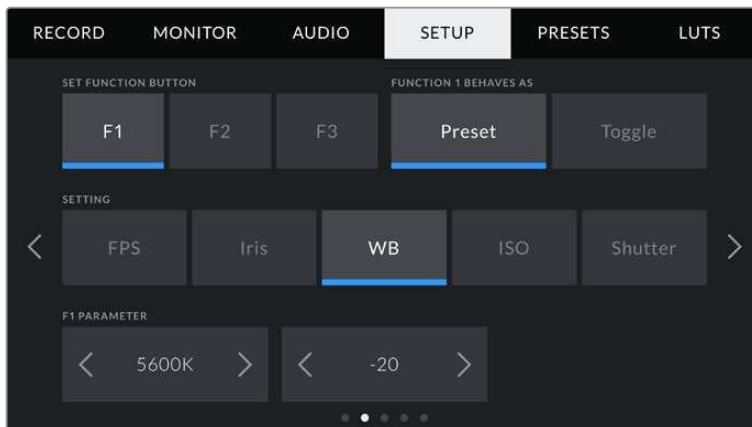 RECORD MONITOR AUDIO SETUP PRESETS LUTS
SET FUNCTION BUTTON FUNCTION 1 BEHAVES AS
F1 F2 F3 Preset Toggle
SETTING
FPS Iris WB ISO Shutter
F1 PARAMETER
5600K -20